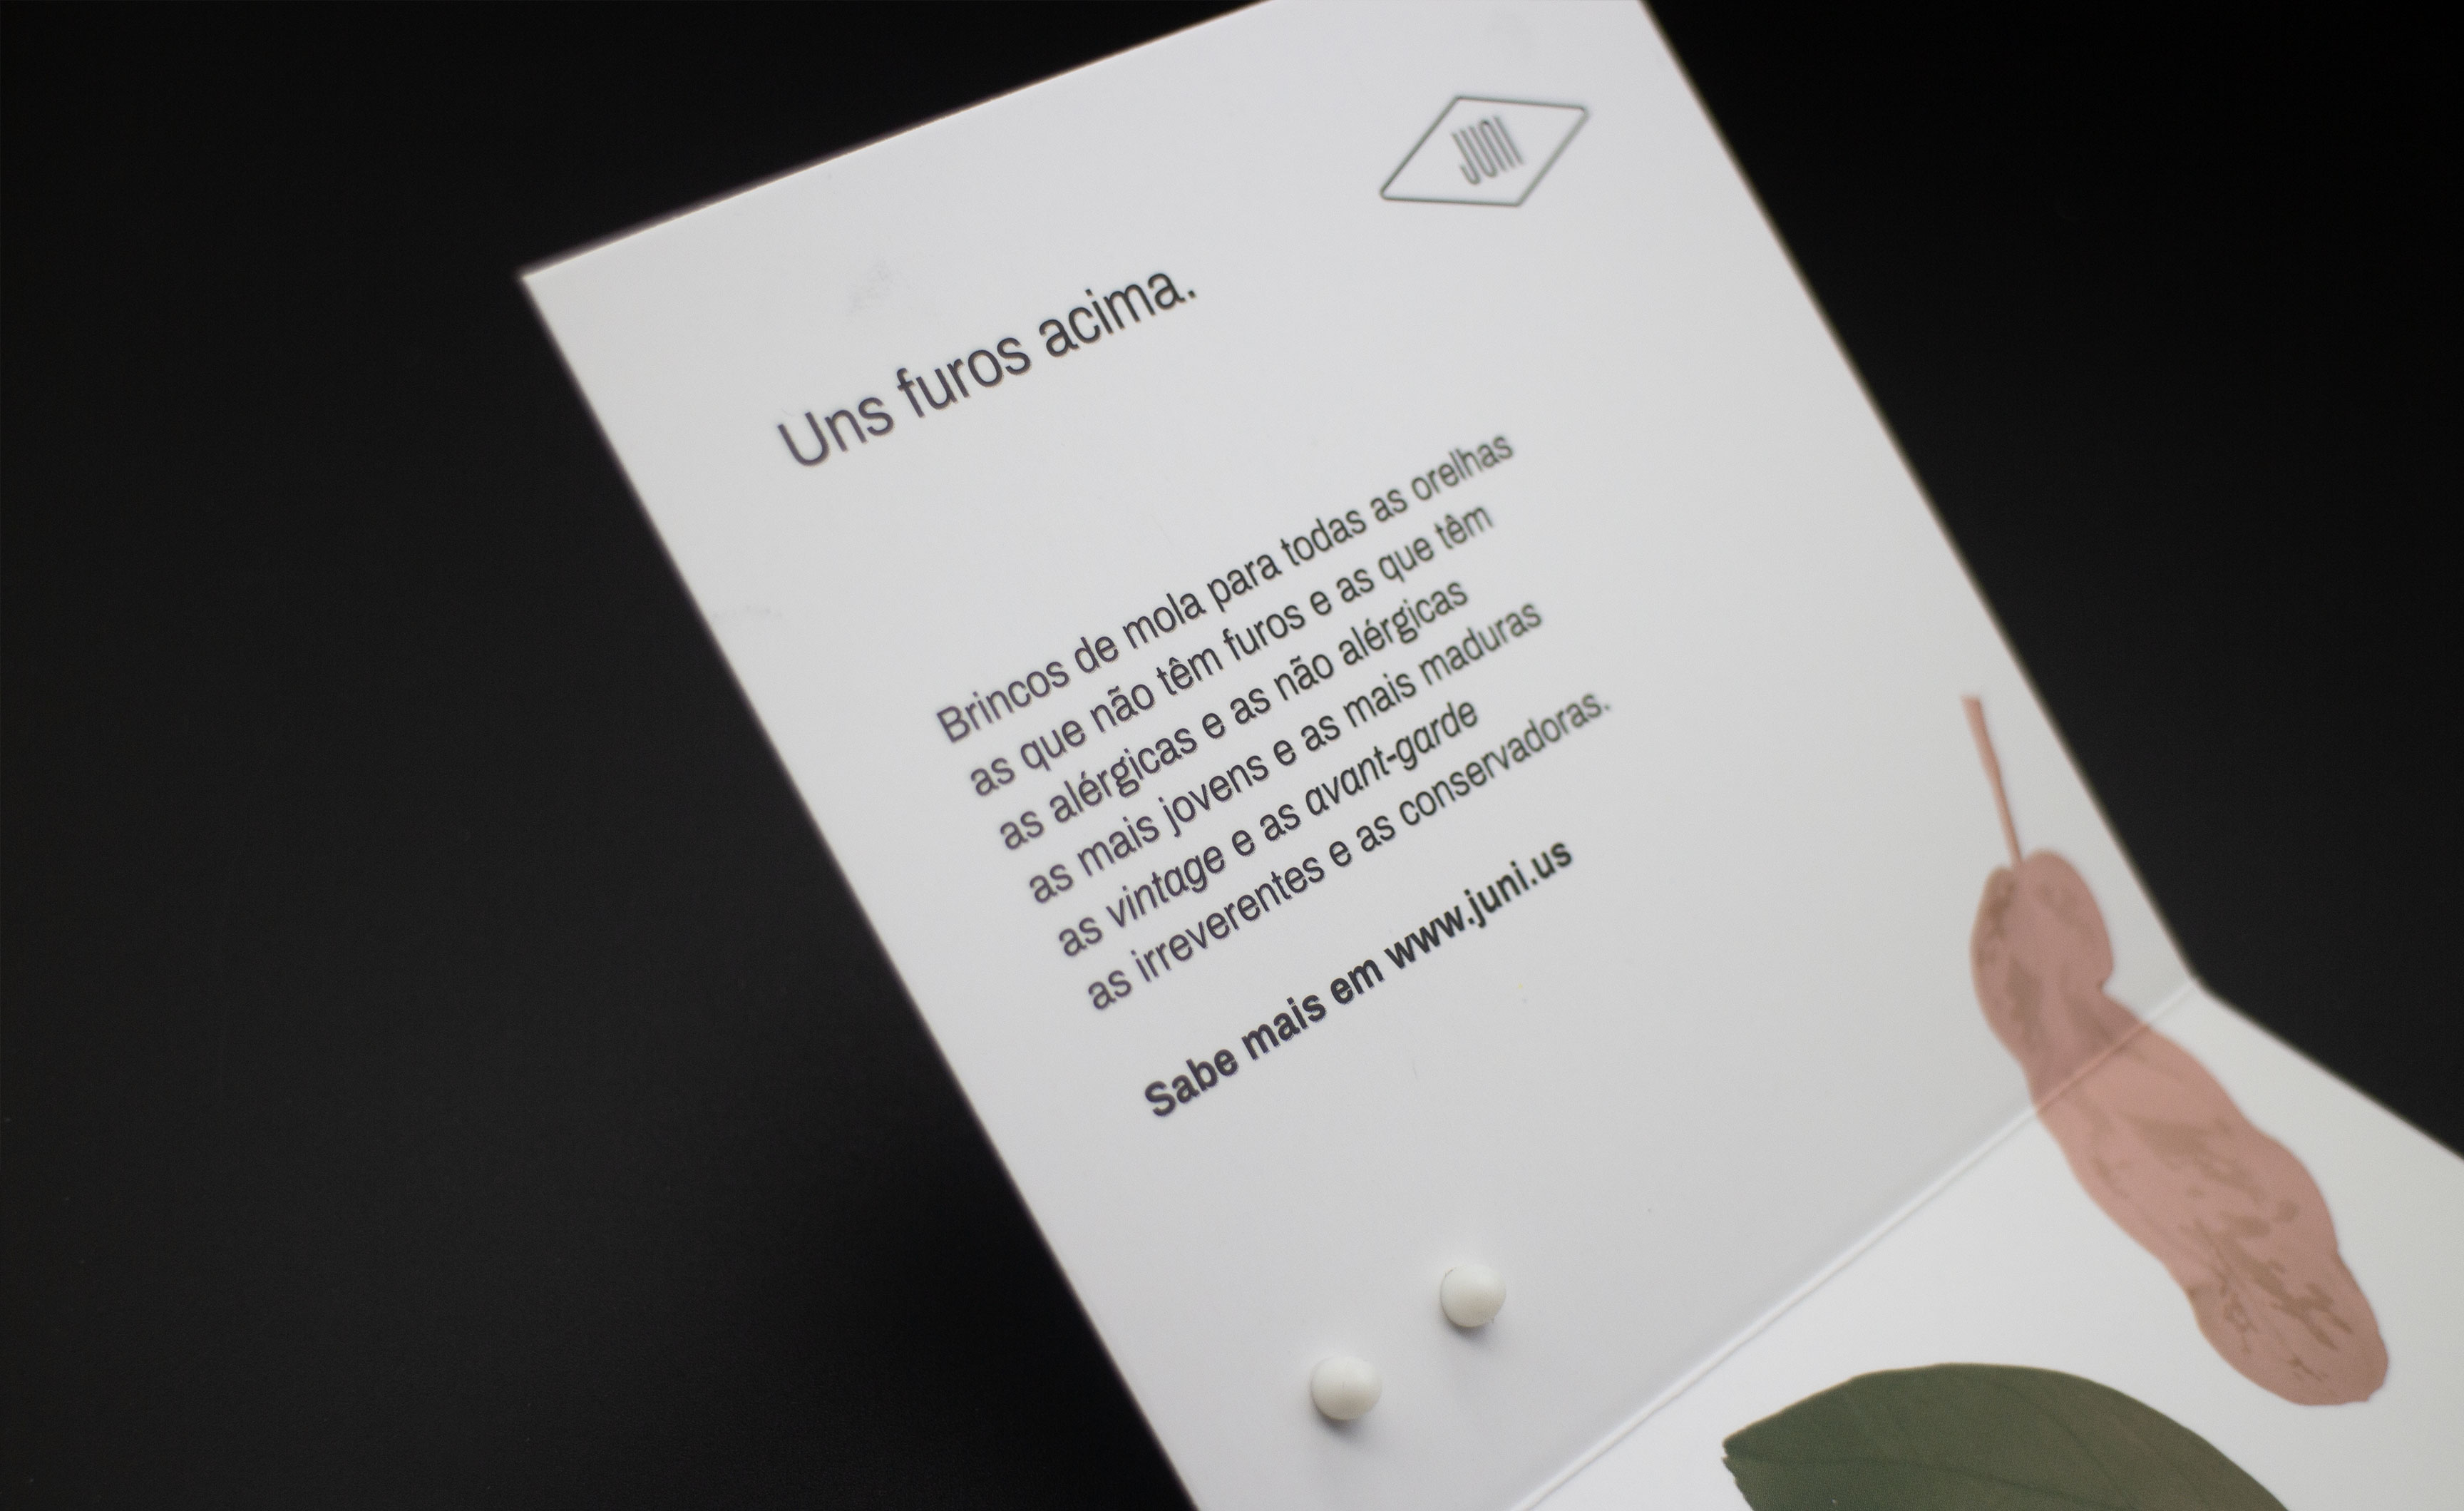 JUNI
Uns furos acima.
Brincos de mola para todas as orelhas
as que não têm furos e as que têm
as alérgicas e as não alérgicas
as mais jovens e as mais maduras
as vintage e as avant-garde
as irreverentes e as conservadoras.
Sabe mais em www.juni.us